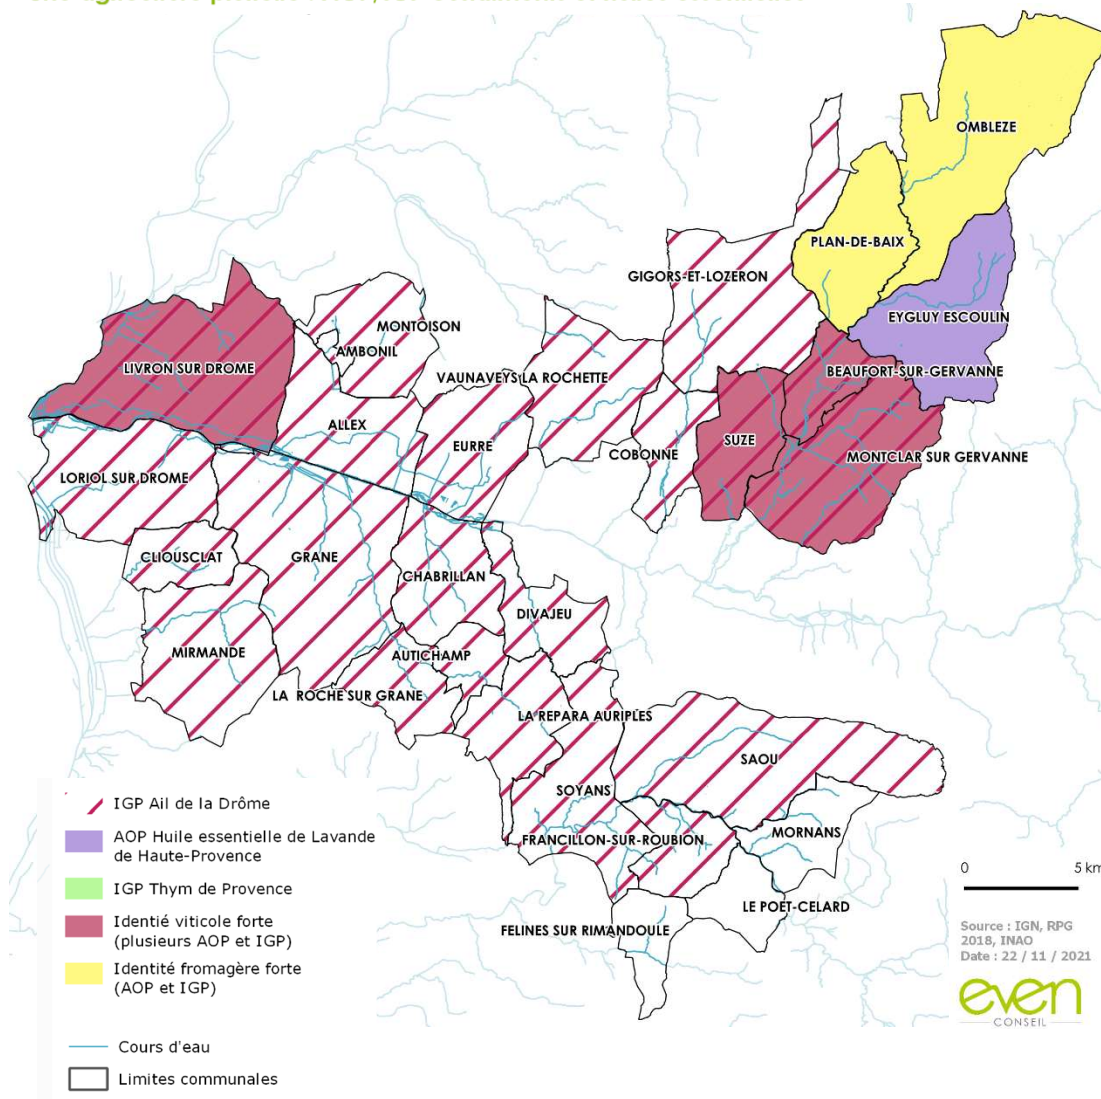 OMBLEZE
PLAN-DE-BAIX
GIGORS-ET-LOZERON
EYGLUY ESCOULIN
MONTOISON
AMBONIL
LIVRON SUR DROME
VAUNAVEYS LA ROCHETTE
BEAUFORT-SUR-GERVANNE
ALLEX
EURRE
SUZE
COBONNE
MONTCLAR SUR GERVANNE
LORIOL SUR DROME
CLIOUSCLAT
GRANE
CHABRILLAN
DIVAJEU
MIRMANDE
AUTICHAMP
LA ROCHE SUR GRANE
LA REPARA AURIPLES
SAOU
SOYANS
MORNANS
FRANCILLON-SUR-ROUBION
LE POET-CELARD
FELINES SUR RIMANDOULE
IGP Ail de la Drôme
AOP Huile essentielle de Lavande
de Haute-Provence
IGP Thym de Provence
Identié viticole forte
(plusieurs AOP et IGP)
Identité fromagère forte
(AOP et IGP)
Cours d'eau
Limites communales
0 5 km
Source : IGN, RPG
2018, INAO
Date : 22 / 11 / 2021
even
CONSEIL